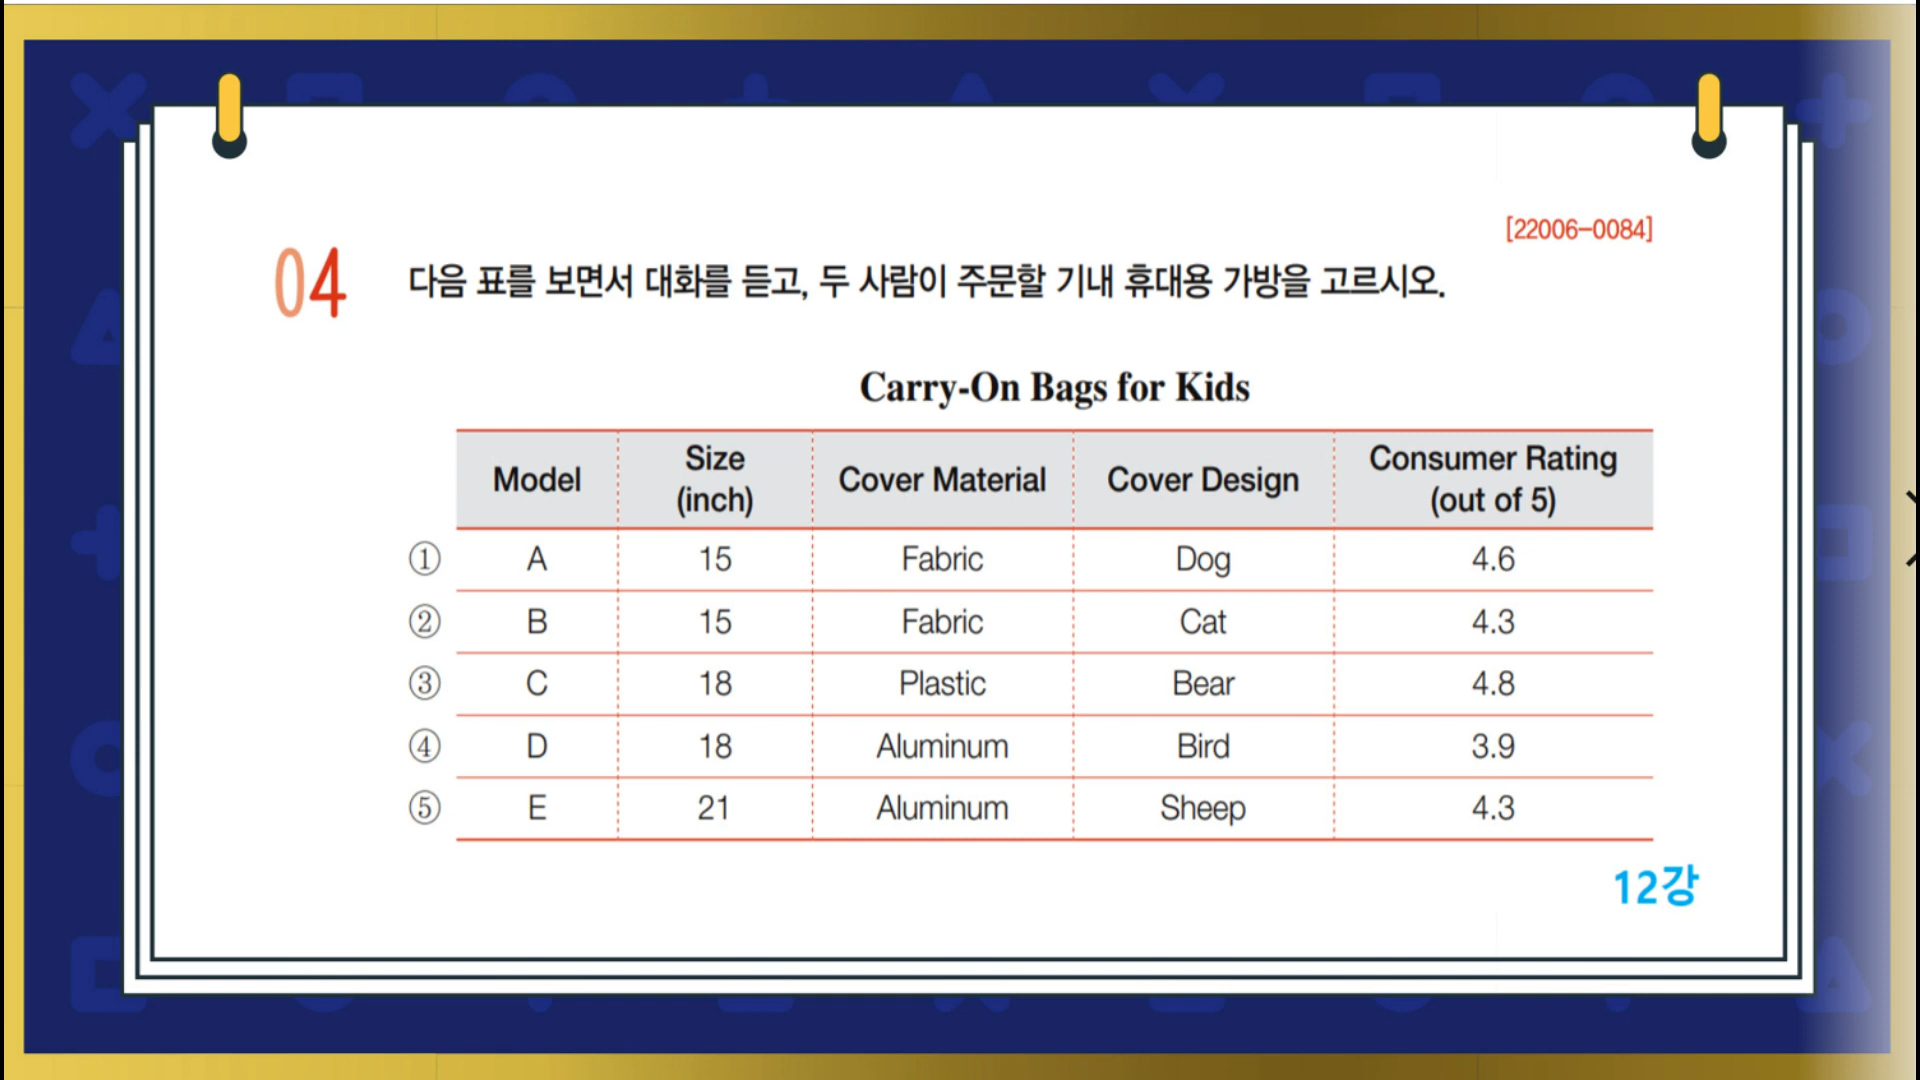 [22006-0084]
04 다음 표를 보면서 대화를 듣고, 두 사람이 주문할 기내 휴대용 가방을 고르시오.
Carry-On Bags for Kids
Model Size (inch) Cover Material Cover Design Consumer Rating (out of 5)
① A 15 Fabric Dog 4.6
② B 15 Fabric Cat 4.3
③ C 18 Plastic Bear 4.8
④ D 18 Aluminum Bird 3.9
⑤ E 21 Aluminum Sheep 4.3
12강